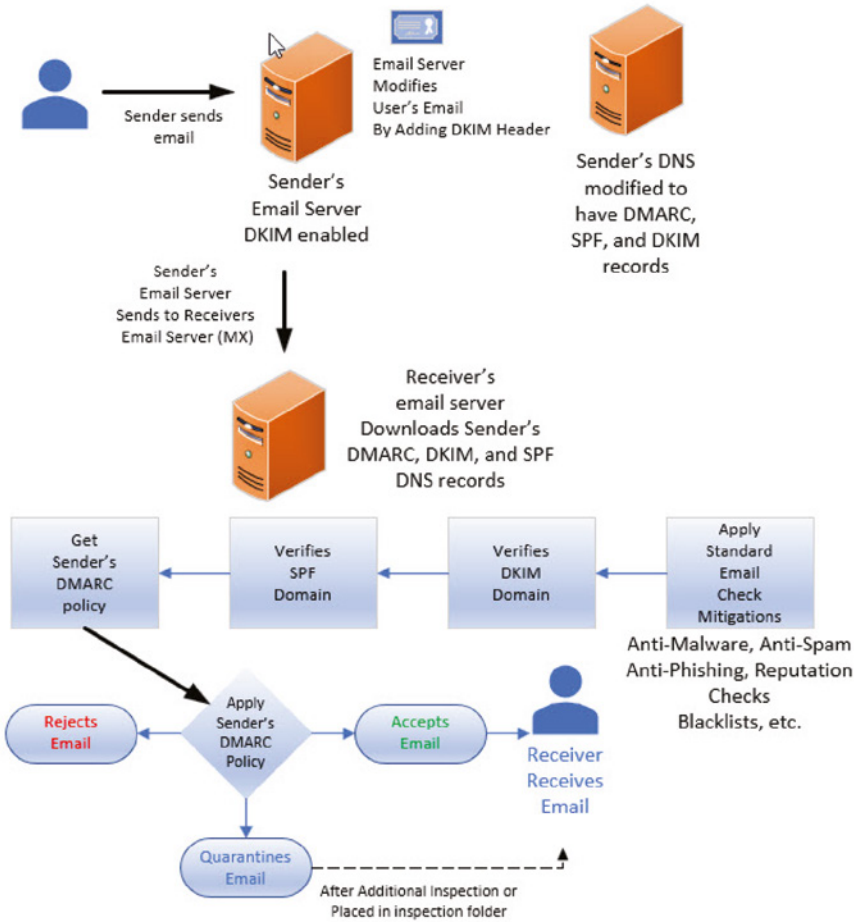 Sender sends
email
Email Server
Modifies
User's Email
By Adding DKIM Header
Sender's
Email Server
DKIM enabled
Sender's DNS
modified to
have DMARC,
SPF, and DKIM
records
Sender's
Email Server
Sends to Receivers
Email Server (MX)
Receiver's
email server
Downloads Sender's
DMARC, DKIM, and SPF
DNS records
Get
Sender's
DMARC
policy
Verifies
SPF
Domain
Verifies
DKIM
Domain
Apply
Standard
Email
Check
Mitigations
Anti-Malware, Anti-Spam
Anti-Phishing, Reputation
Checks
Blacklists, etc.
Rejects
Email
Apply
Sender's
DMARC
Policy
Accepts
Email
Receiver
Receives
Email
Quarantines
Email
After Additional Inspection or
Placed in inspection folder